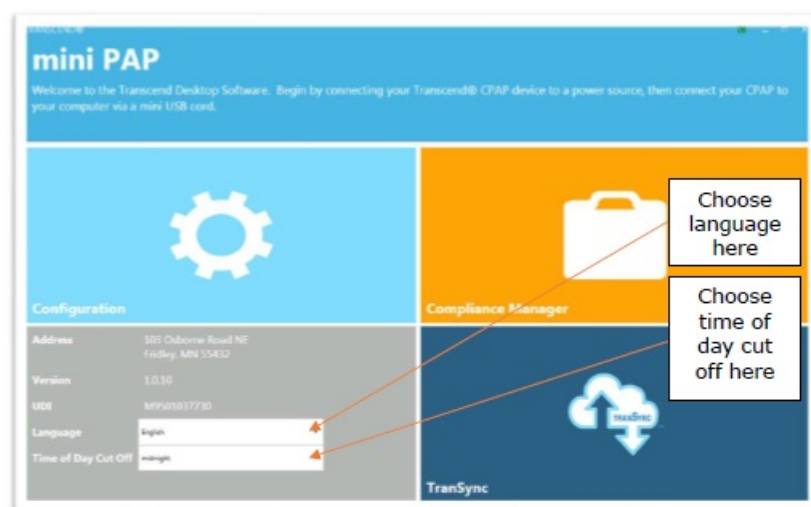 TRANSCEND®
mini PAP
Welcome to the Transcend Desktop Software. Begin by connecting your Transcend® CPAP device to a power source, then connect your CPAP to
your computer via a mini USB cord.
Configuration
Compliance Manager
Choose
language
here
Choose
time of
day cut
off here
Address 103 Osborne Road NE
Fridley, MN 55432
Version 1.0.10
UDI M9501037730
Language English
Time of Day Cut Off midnight
TRANSYNC
TranSync